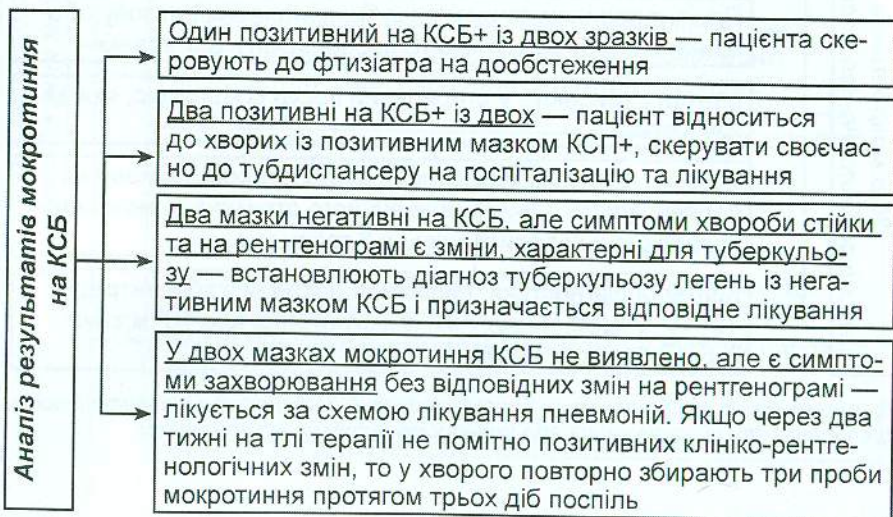 Аналіз результатів мокротиння
на КСБ
Один позитивний на КСБ+ із двох зразків — пацієнта ске-
ровують до фтизіатра на дообстеження
Два позитивні на КСБ+ із двох — пацієнт відноситься
до хворих із позитивним мазком КСП+, скерувати своєчас-
но до тубдиспансеру на госпіталізацію та лікування
Два мазки негативні на КСБ, але симптоми хвороби стійки
та на рентгенограмі є зміни, характерні для туберкульо-
зу — встановлюють діагноз туберкульозу легень із нега-
тивним мазком КСБ і призначається відповідне лікування
У двох мазках мокротиння КСБ не виявлено, але є симпто-
ми захворювання без відповідних змін на рентгенограмі —
лікується за схемою лікування пневмоній. Якщо через два
тижні на тлі терапії не помітно позитивних клініко-рентге-
нологічних змін, то у хворого повторно збирають три проби
мокротиння протягом трьох діб поспіль